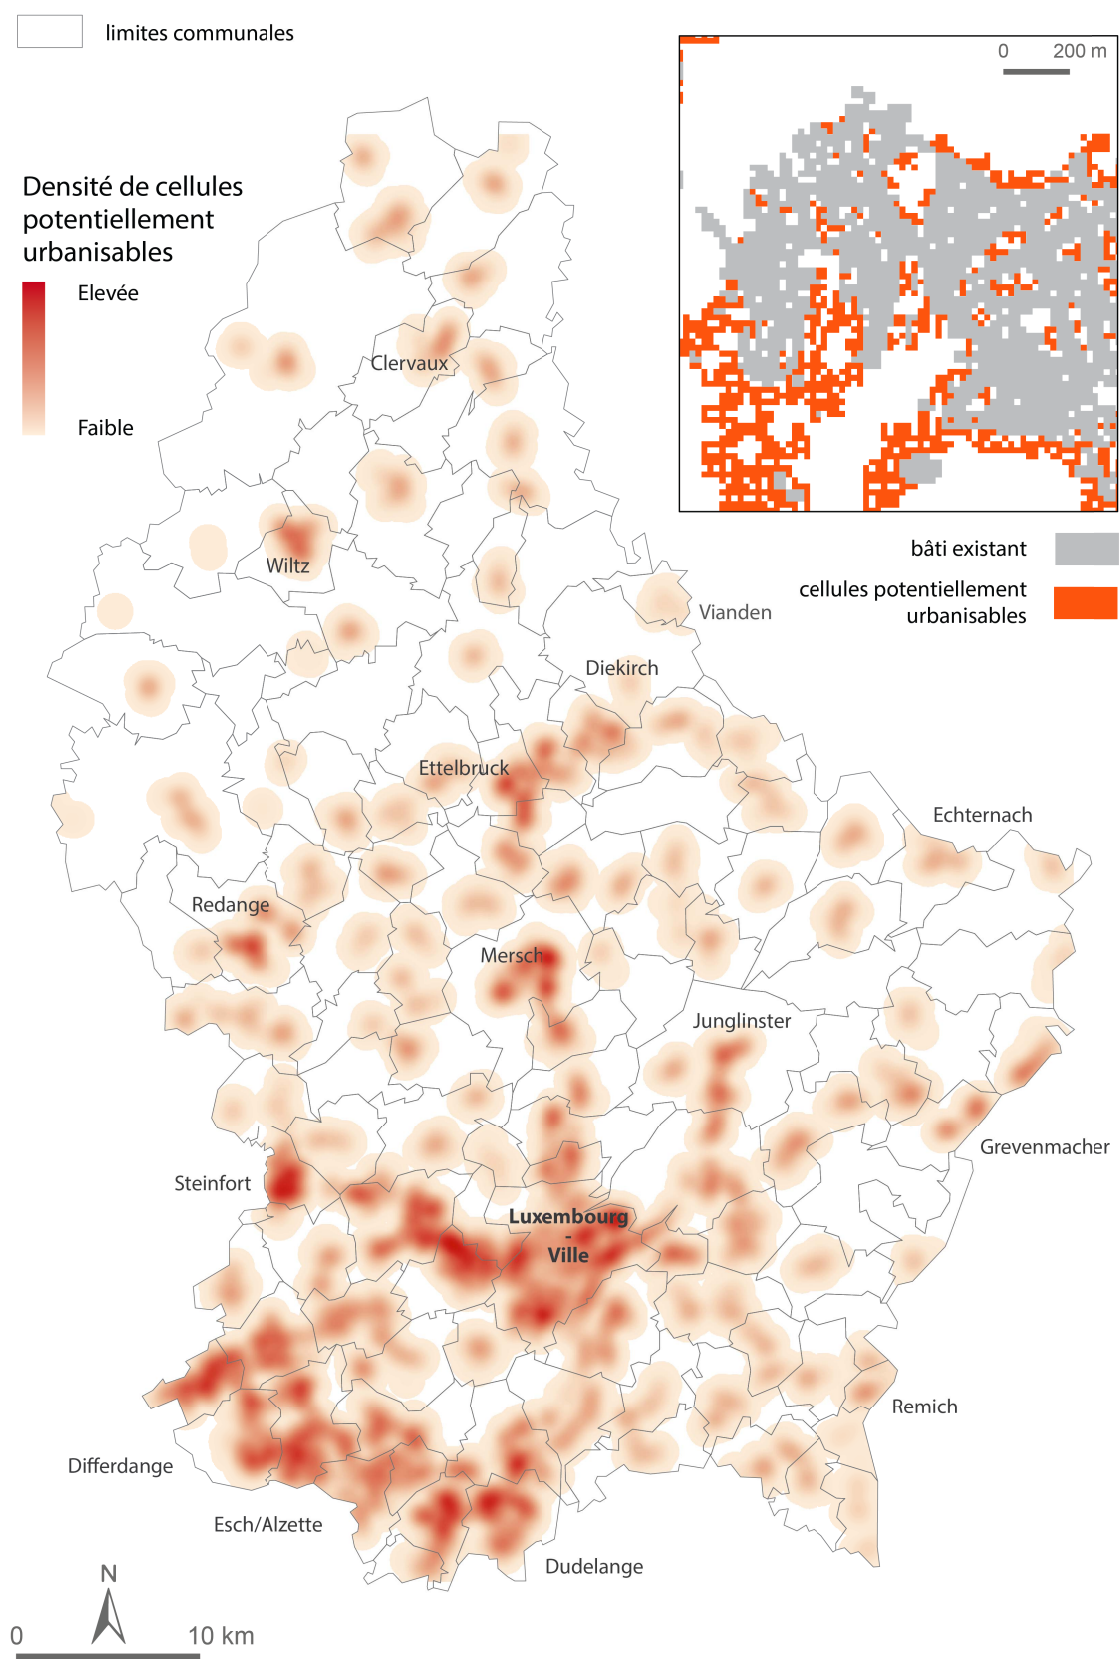 limites communales
0 200 m
Densité de cellules
potentiellement
urbanisables
Elevée
Faible
Clervaux
bâti existant
cellules potentiellement
urbanisables
Wiltz
Vianden
Diekirch
Ettelbruck
Echternach
Redange
Mersch
Junglinster
Grevenmacher
Steinfort
Luxembourg
-
Ville
Remich
Differdange
Esch/Alzette
Dudelange
N
0 10 km